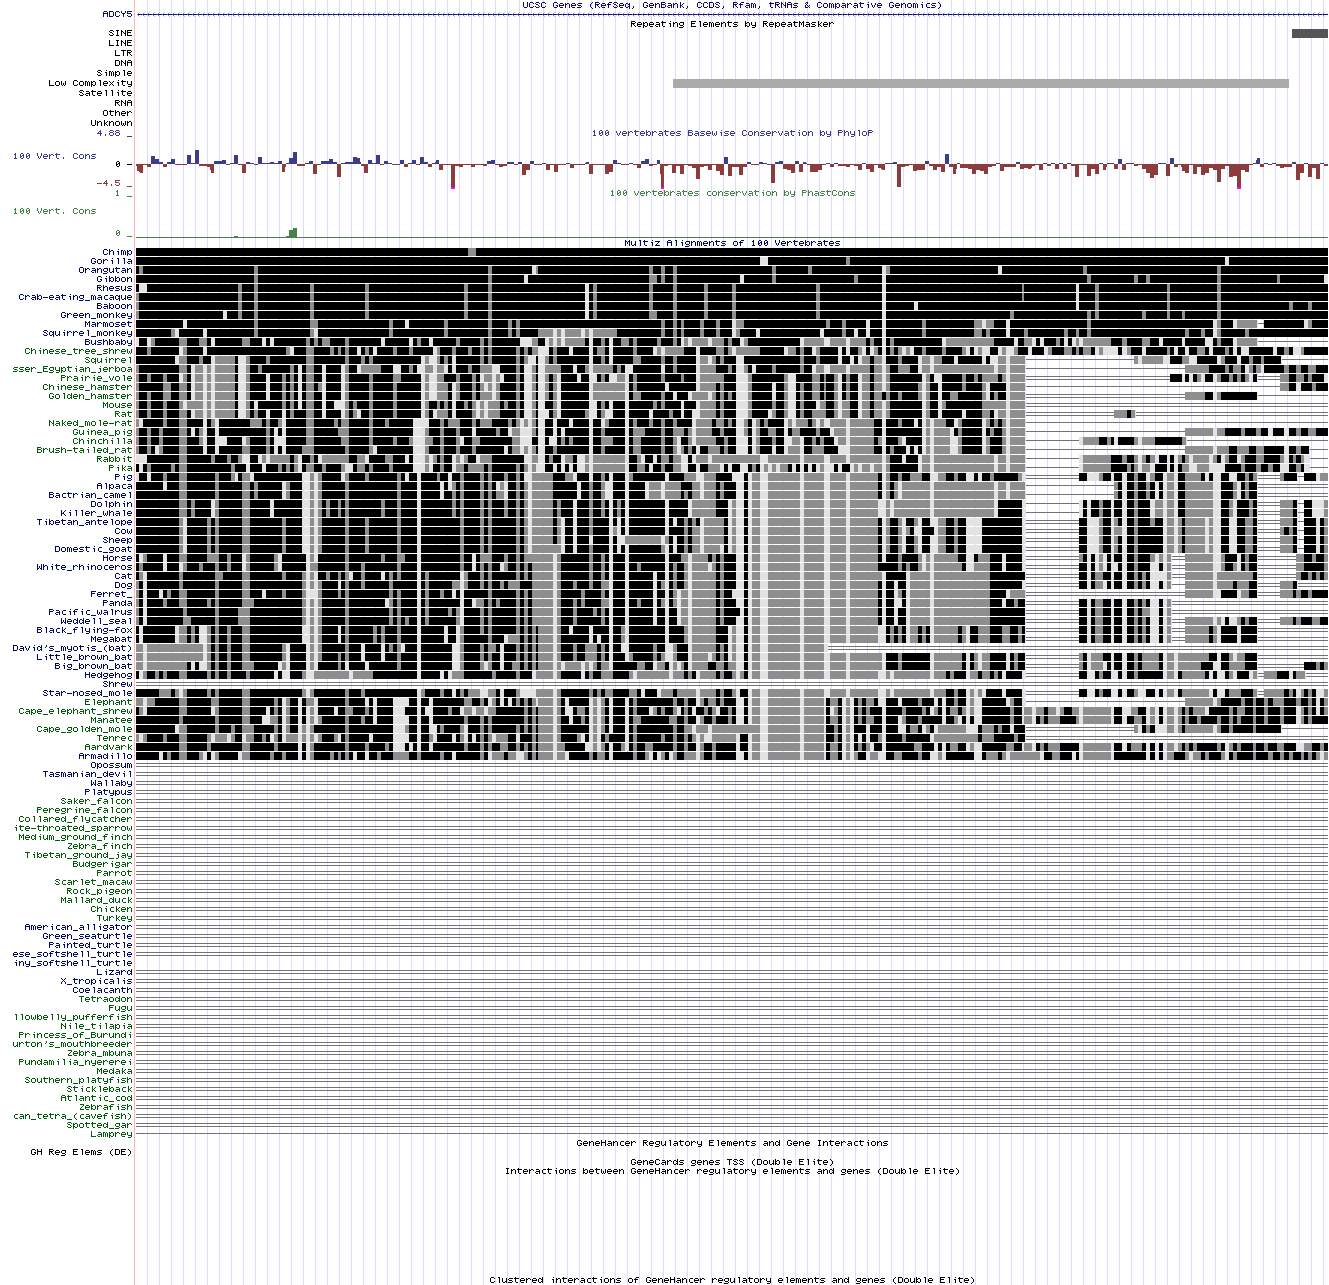 UCSC Genes (RefSeq, GenBank, CCDS, Rfam, tRNAs & Comparative Genomics)
ADCY5
Repeating Elements by RepeatMasker
SINE
LINE
LTR
DNA
Simple
Low Complexity
Satellite
RNA
Other
Unknown
4.88 _
100 vertebrates Basewise Conservation by PhyloP
100 Vert. Cons
0 _
-4.5 _
100 vertebrates conservation by PhastCons
1 _
100 Vert. Cons
0 _
Multiz Alignments of 100 Vertebrates
Chimp
Gorilla
Orangutan
Gibbon
Rhesus
Crab-eating_macaque
Baboon
Green_monkey
Marmoset
Squirrel_monkey
Bushbaby
Chinese_tree_shrew
Squirrel
sser_Egyptian_jerboa
Prairie_vole
Chinese_hamster
Golden_hamster
Mouse
Rat
Naked_mole-rat
Guinea_pig
Chinchilla
Brush-tailed_rat
Rabbit
Pika
Pig
Alpaca
Bactrian_camel
Dolphin
Killer_whale
Tibetan_antelope
Cow
Sheep
Domestic_goat
Horse
White_rhinoceros
Cat
Dog
Ferret_
Panda
Pacific_walrus
Weddell_seal
Black_flying-fox
Megabat
David's_myotis_(bat)
Little_brown_bat
Big_brown_bat
Hedgehog
Shrew
Star-nosed_mole
Elephant
Cape_elephant_shrew
Manatee
Cape_golden_mole
Tenrec
Aardvark
Armadillo
Opossum
Tasmanian_devil
Wallaby
Platypus
Saker_falcon
Peregrine_falcon
Collared_flycatcher
ite-throated_sparrow
Medium_ground_finch
Zebra_finch
Tibetan_ground_jay
Budgerigar
Parrot
Scarlet_macaw
Rock_pigeon
Mallard_duck
Chicken
Turkey
American_alligator
Green_seaturtle
Painted_turtle
ese_softshell_turtle
iny_softshell_turtle
Lizard
X_tropicalis
Coelacanth
Tetraodon
Fugu
llowbelly_pufferfish
Nile_tilapia
Princess_of_Burundi
urton's_mouthbreeder
Zebra_mbuna
Pundamilia_nyererei
Medaka
Southern_platyfish
Stickleback
Atlantic_cod
Zebrafish
can_tetra_(cavefish)
Spotted_gar
Lamprey
GeneHancer Regulatory Elements and Gene Interactions
GH Reg Elems (DE)
GeneCards genes TSS (Double Elite)
Interactions between GeneHancer regulatory elements and genes (Double Elite)
Clustered interactions of GeneHancer regulatory elements and genes (Double Elite)